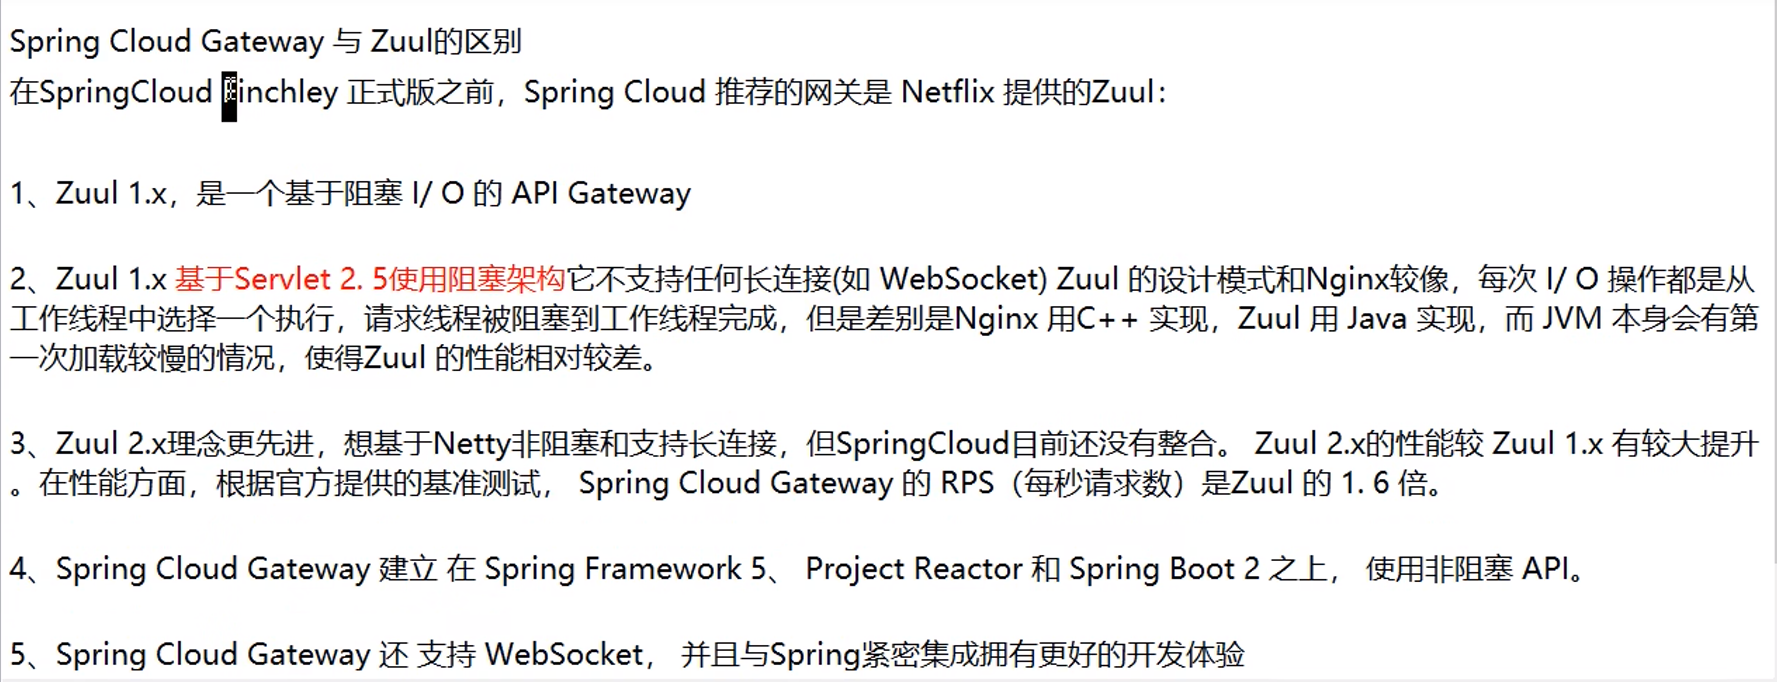 Spring Cloud Gateway 与 Zuul的区别
在SpringCloud Finchley 正式版之前，Spring Cloud 推荐的网关是 Netflix 提供的Zuul：
1、Zuul 1.x，是一个基于阻塞 I/ O 的 API Gateway
2、Zuul 1.x 基于Servlet 2. 5使用阻塞架构它不支持任何长连接(如 WebSocket) Zuul 的设计模式和Nginx较像，每次 I/ O 操作都是从
工作线程中选择一个执行，请求线程被阻塞到工作线程完成，但是差别是Nginx 用C++ 实现，Zuul 用 Java 实现，而 JVM 本身会有第
一次加载较慢的情况，使得Zuul 的性能相对较差。
3、Zuul 2.x理念更先进，想基于Netty非阻塞和支持长连接，但SpringCloud目前还没有整合。 Zuul 2.x的性能较 Zuul 1.x 有较大提升
。在性能方面，根据官方提供的基准测试， Spring Cloud Gateway 的 RPS（每秒请求数）是Zuul 的 1. 6 倍。
4、Spring Cloud Gateway 建立 在 Spring Framework 5、 Project Reactor 和 Spring Boot 2 之上， 使用非阻塞 API。
5、Spring Cloud Gateway 还 支持 WebSocket， 并且与Spring紧密集成拥有更好的开发体验